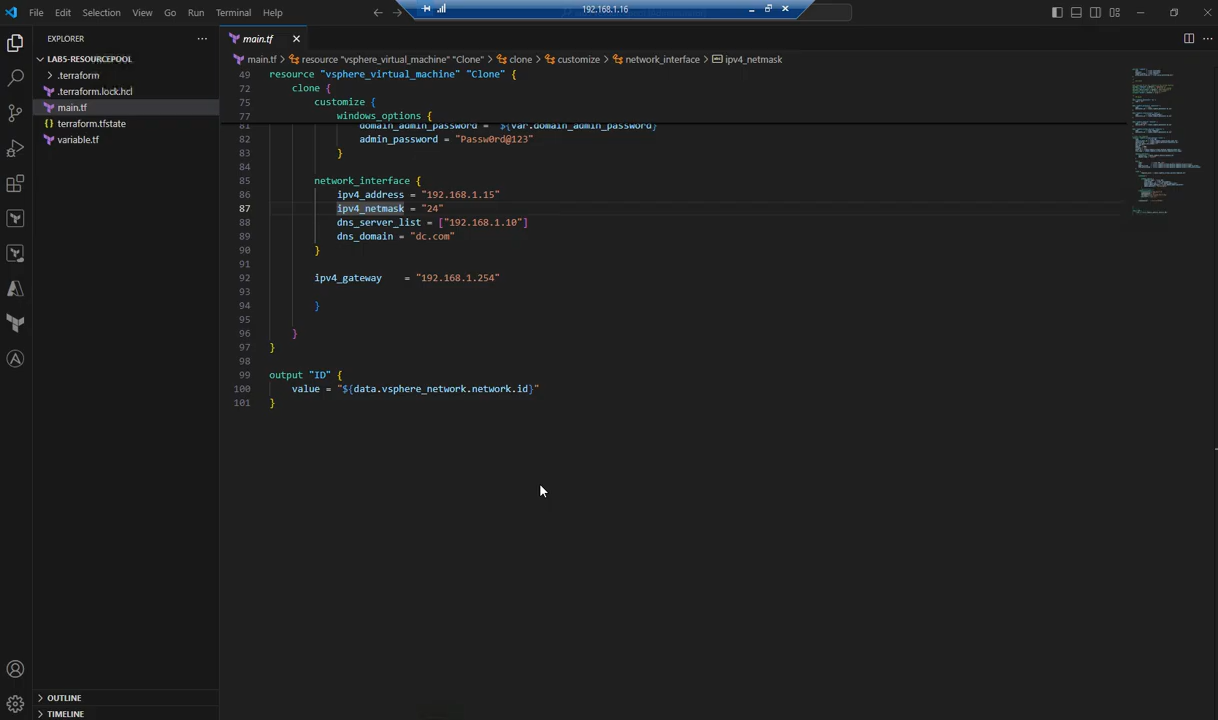 File Edit Selection View Go Run Terminal Help
192.168.1.16
EXPLORER
main.tf
LAB5-RESOURCEPOOL
main.tf > resource "vsphere_virtual_machine" "Clone" > clone > customize > network_interface > ipv4_netmask
.terraform
.terraform.lock.hcl
main.tf
terraform.tfstate
variable.tf
49 resource "vsphere_virtual_machine" "Clone" {
72 clone {
75 customize {
77 windows_options {
81 domain_admin_password = "${var.domain_admin_password}
82 admin_password = "Passw0rd@123"
83 }
84
85 network_interface {
86 ipv4_address = "192.168.1.15"
87 ipv4_netmask = "24"
88 dns_server_list = ["192.168.1.10"]
89 dns_domain = "dc.com"
90 }
91
92 ipv4_gateway = "192.168.1.254"
93
94 }
95
96 }
97 }
98
99 output "ID" {
100 value = "${data.vsphere_network.network.id}"
101 }
OUTLINE
TIMELINE